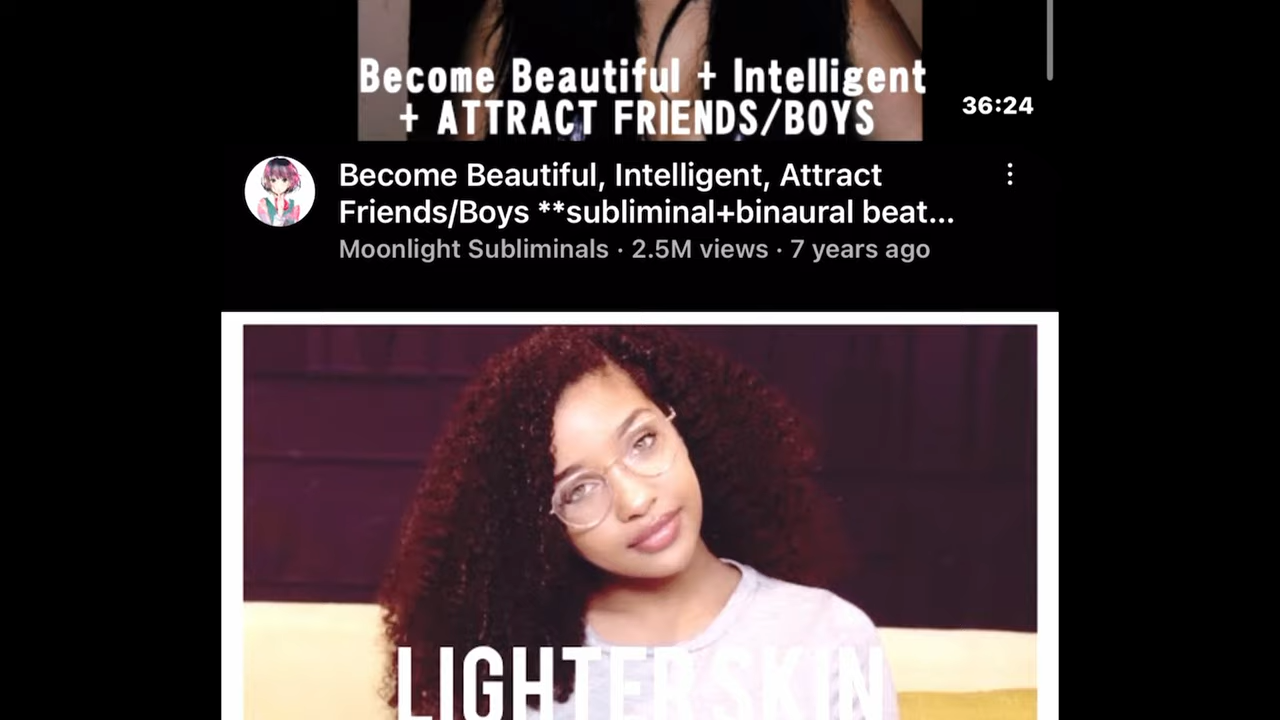 Become Beautiful + Intelligent
+ ATTRACT FRIENDS/BOYS
36:24
Become Beautiful, Intelligent, Attract
Friends/Boys **subliminal+binaural beat...
Moonlight Subliminals · 2.5M views · 7 years ago
LIGHTER SKIN